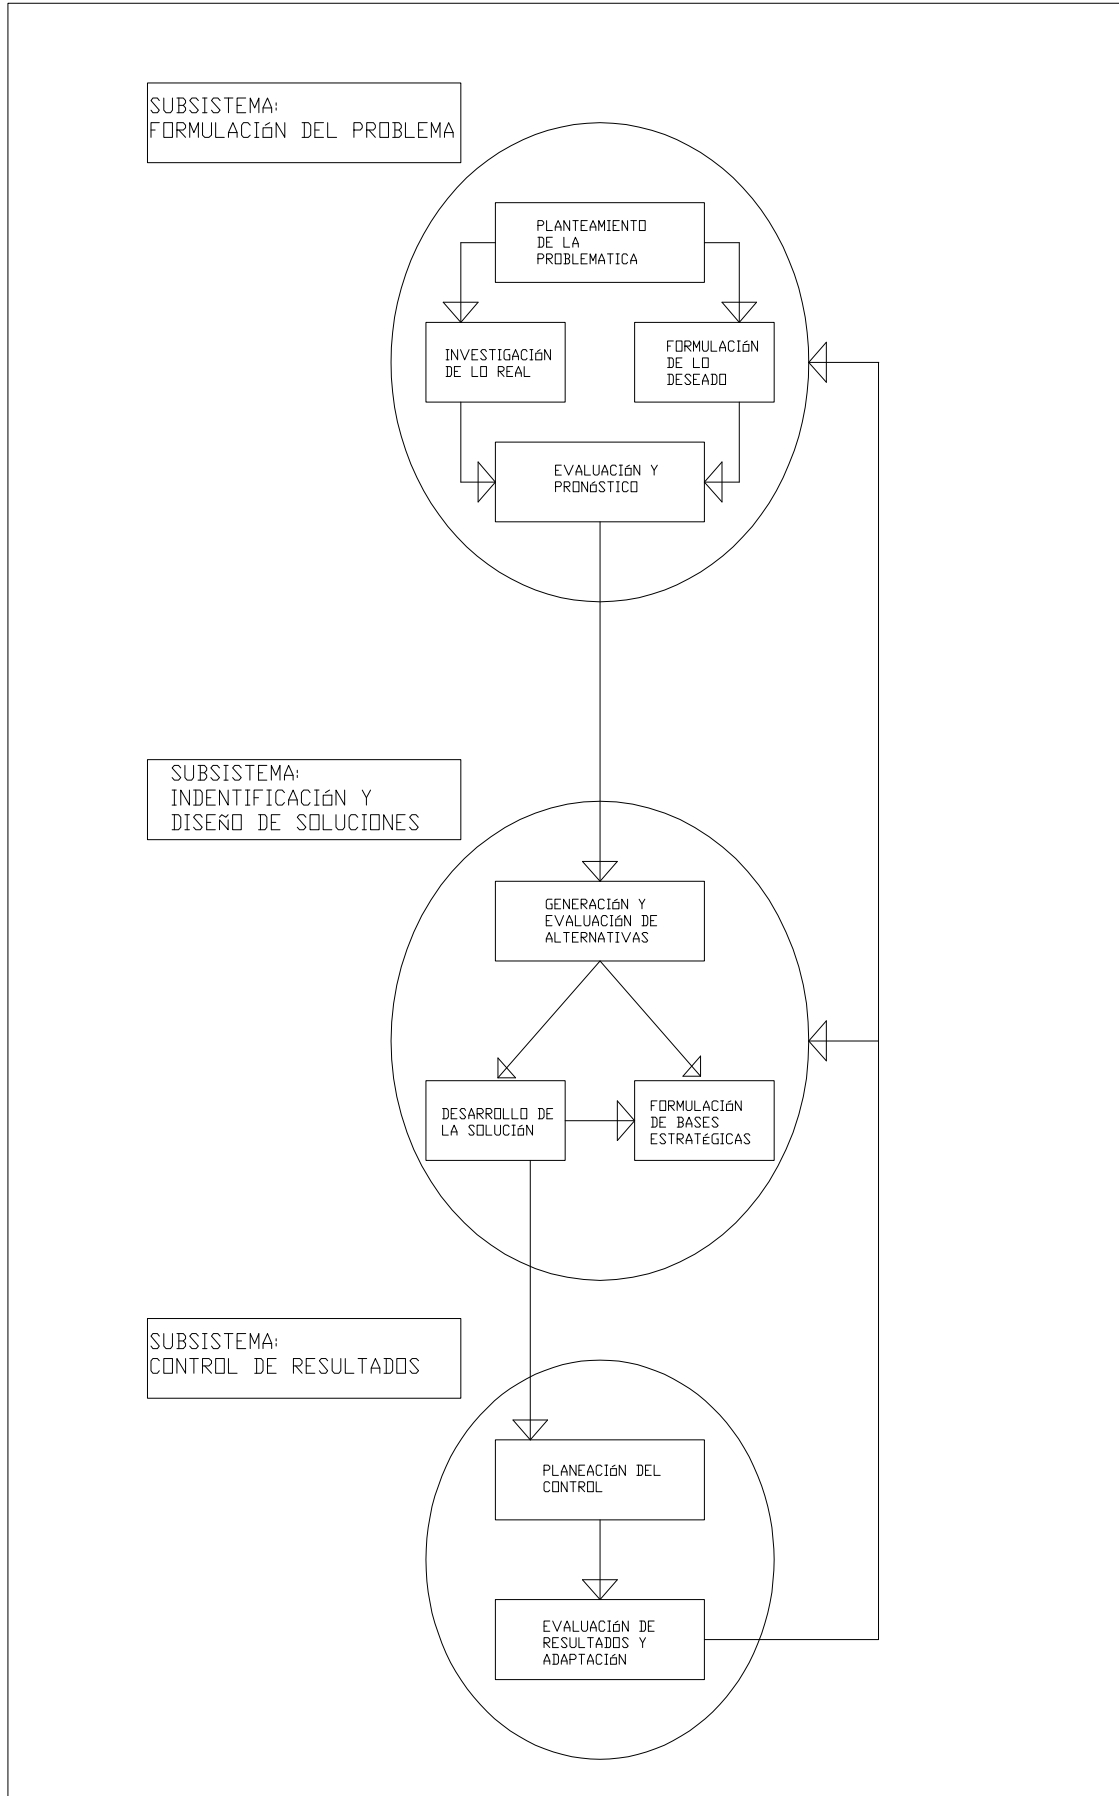 SUBSISTEMA:
FORMULACIÓN DEL PROBLEMA
PLANTEAMIENTO
DE LA
PROBLEMATICA
INVESTIGACIÓN
DE LO REAL
FORMULACIÓN
DE LO
DESEADO
EVALUACIÓN Y
PRONÓSTICO
SUBSISTEMA:
INDENTIFICACIÓN Y
DISEÑO DE SOLUCIONES
GENERACIÓN Y
EVALUACIÓN DE
ALTERNATIVAS
DESARROLLO DE
LA SOLUCIÓN
FORMULACIÓN
DE BASES
ESTRATÉGICAS
SUBSISTEMA:
CONTROL DE RESULTADOS
PLANEACIÓN DEL
CONTROL
EVALUACIÓN DE
RESULTADOS Y
ADAPTACIÓN